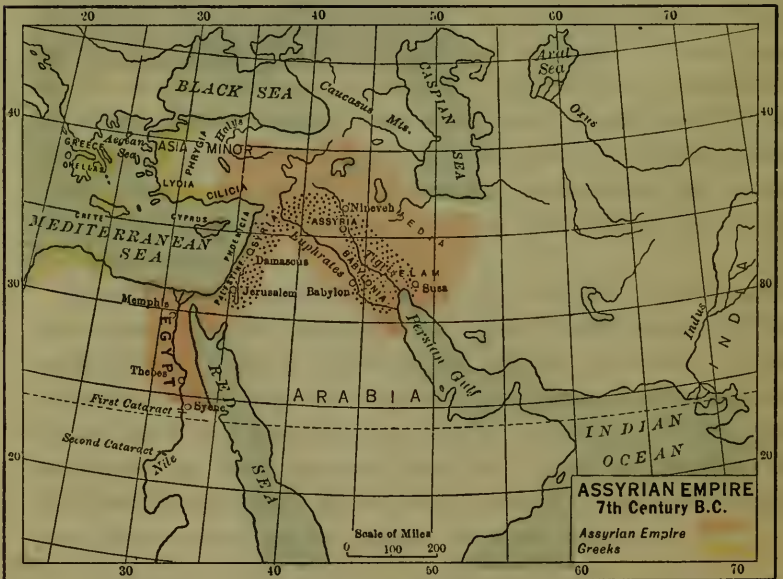 20
30
40
50
60
70
40
40
BLACK SEA
Caucasus Mts.
CASPIAN
SEA
Aral
Sea
Oxus
GREECE
Aegean
Sea
ASIA MINOR
PHRYGIA
Halys
LYDIA
CILICIA
HELLAS
CRETE
CYPRUS
MEDITERRANEAN
SEA
Nineveh
ASSYRIA
MEDIA
PHOENICIA
SYRIA
PALESTINE
Damascus
Euphrates
Tigris
BABYLONIA
ELAM
Susa
Jerusalem
Babylon
30
30
Memphis
EGYPT
Thebes
First Cataract
Syene
Second Cataract
Nile
RED
SEA
ARABIA
Persian Gulf
Indus
INDIA
INDIAN
OCEAN
20
20
ASSYRIAN EMPIRE
7th Century B.C.
Assyrian Empire
Greeks
Scale of Miles
0 100 200
30
40
50
60
70